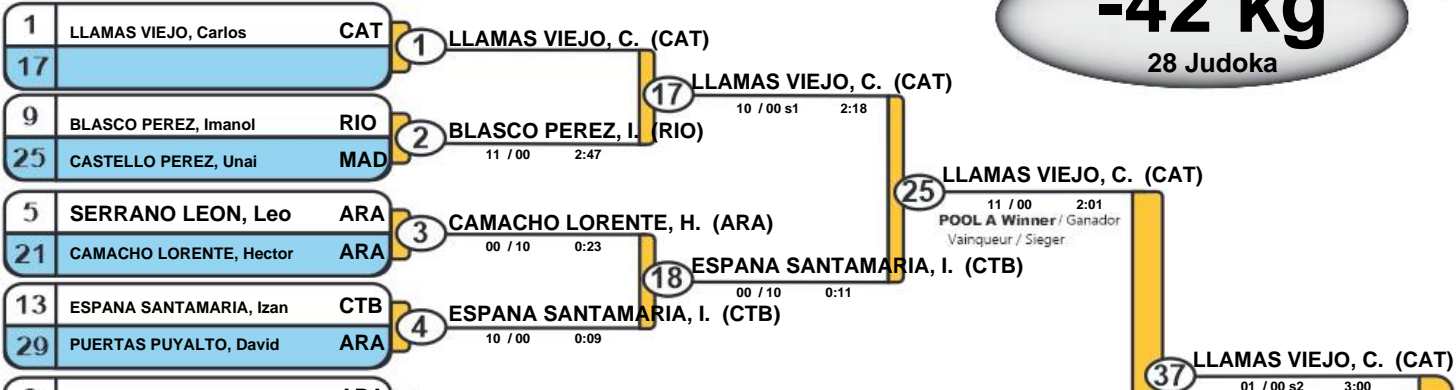 -42 kg
28 Judoka
1 LLAMAS VIEJO, Carlos CAT
17
1 LLAMAS VIEJO, C. (CAT)
9 BLASCO PEREZ, Imanol RIO
25 CASTELLO PEREZ, Unai MAD
2 BLASCO PEREZ, I. (RIO)
11 / 00 2:47
17 LLAMAS VIEJO, C. (CAT)
10 / 00 s1 2:18
5 SERRANO LEON, Leo ARA
21 CAMACHO LORENTE, Hector ARA
3 CAMACHO LORENTE, H. (ARA)
00 / 10 0:23
13 ESPANA SANTAMARIA, Izan CTB
29 PUERTAS PUYALTO, David ARA
4 ESPANA SANTAMARIA, I. (CTB)
10 / 00 0:09
18 ESPANA SANTAMARIA, I. (CTB)
00 / 10 0:11
25 LLAMAS VIEJO, C. (CAT)
11 / 00 2:01
POOL A Winner / Ganador
Vainqueur / Sieger
37 LLAMAS VIEJO, C. (CAT)
01 / 00 s2 3:00